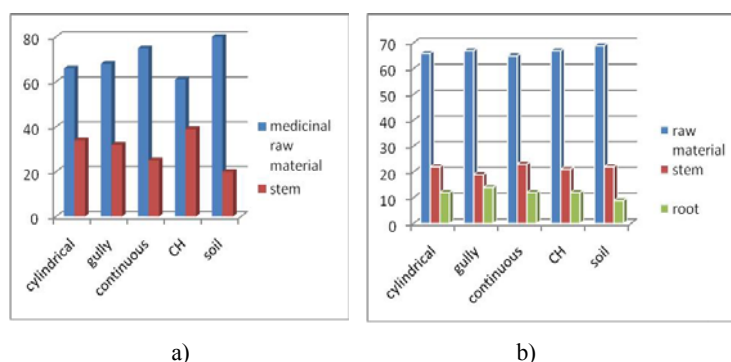 80
60
40
20
0
cylindrical
gully
continuous
CH
soil
medicinal
raw
material
stem
a)
70
60
50
40
30
20
10
0
cylindrical
gully
continuous
CH
soil
raw
material
stem
root
b)